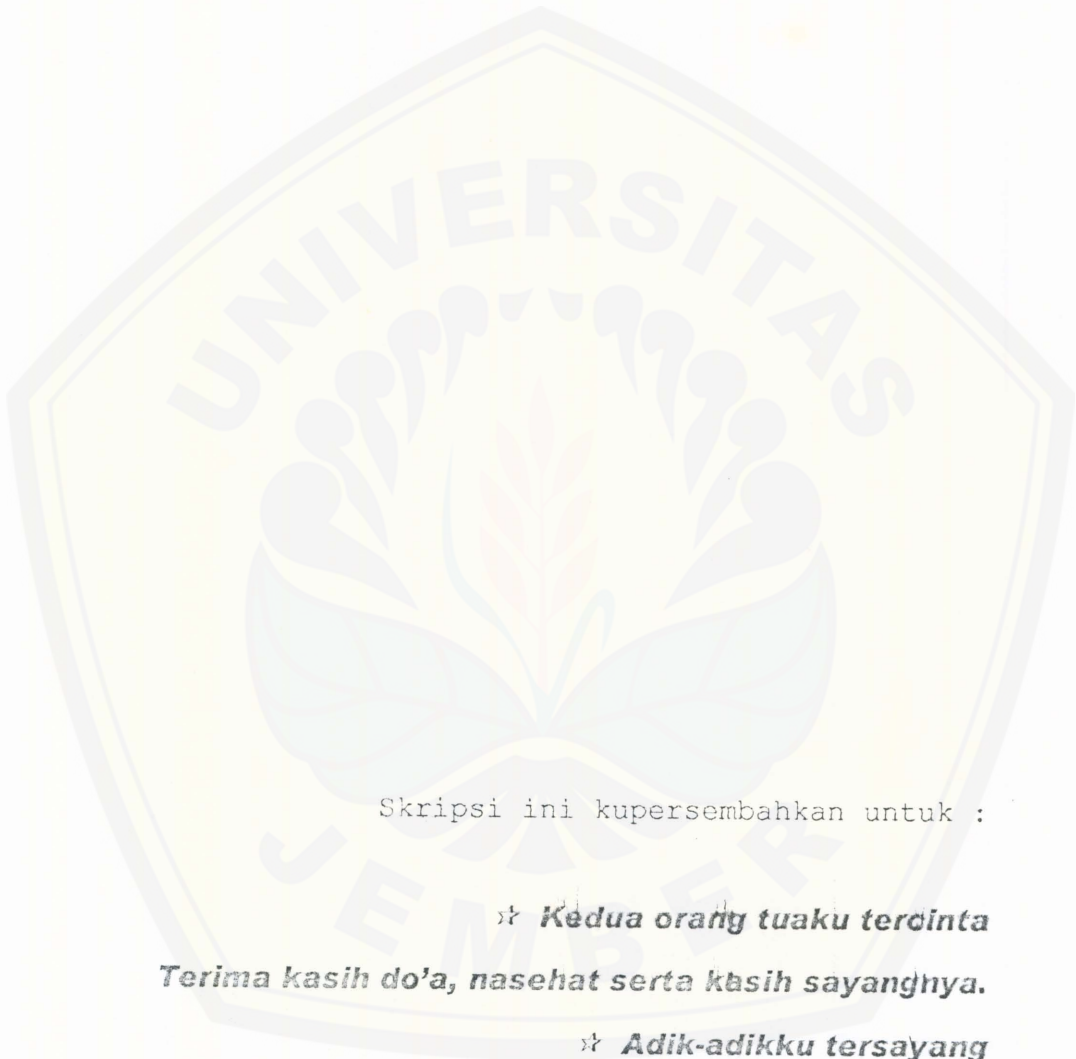 UNIVERSITAS
JEMBER
Skripsi ini kupersembahkan untuk :
☆ Kedua orang tuaku tercinta
Terima kasih do'a, nasehat serta kasih sayangnya.
☆ Adik-adikku tersayang